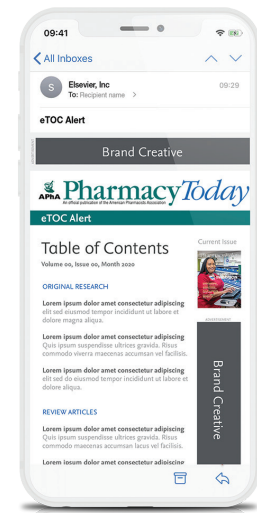 09:41
All Inboxes
S
Elsevier, Inc
09:29
To: Recipient name >
eTOC Alert
Brand Creative
APhA
PharmacyToday
An official publication of the American Pharmacists Association
eTOC Alert
Table of Contents
Volume 00, Issue 00, Month 2020
Current Issue
ORIGINAL RESEARCH
Lorem ipsum dolor amet consectetur adipiscing
elit sed eiusmod tempor incididunt ut labore et
dolore magna aliqua.
Lorem ipsum dolor amet consectetur adipiscing
Quis ipsum suspendisse ultrices gravida. Risus
commodo viverra maecenas accumsan vel facilisis.
Lorem ipsum dolor amet consectetur adipiscing
elit sed do eiusmod tempor incididunt ut labore et
dolore aliqua.
ADVERTISEMENT
Brand Creative
REVIEW ARTICLES
Lorem ipsum dolor amet consectetur adipiscing
Quis ipsum suspendisse ultrices gravida. Risus
commodo maecenas accumsan lacus vel facilisis.
Lorem ipsum dolor amet consectetur adipiscing